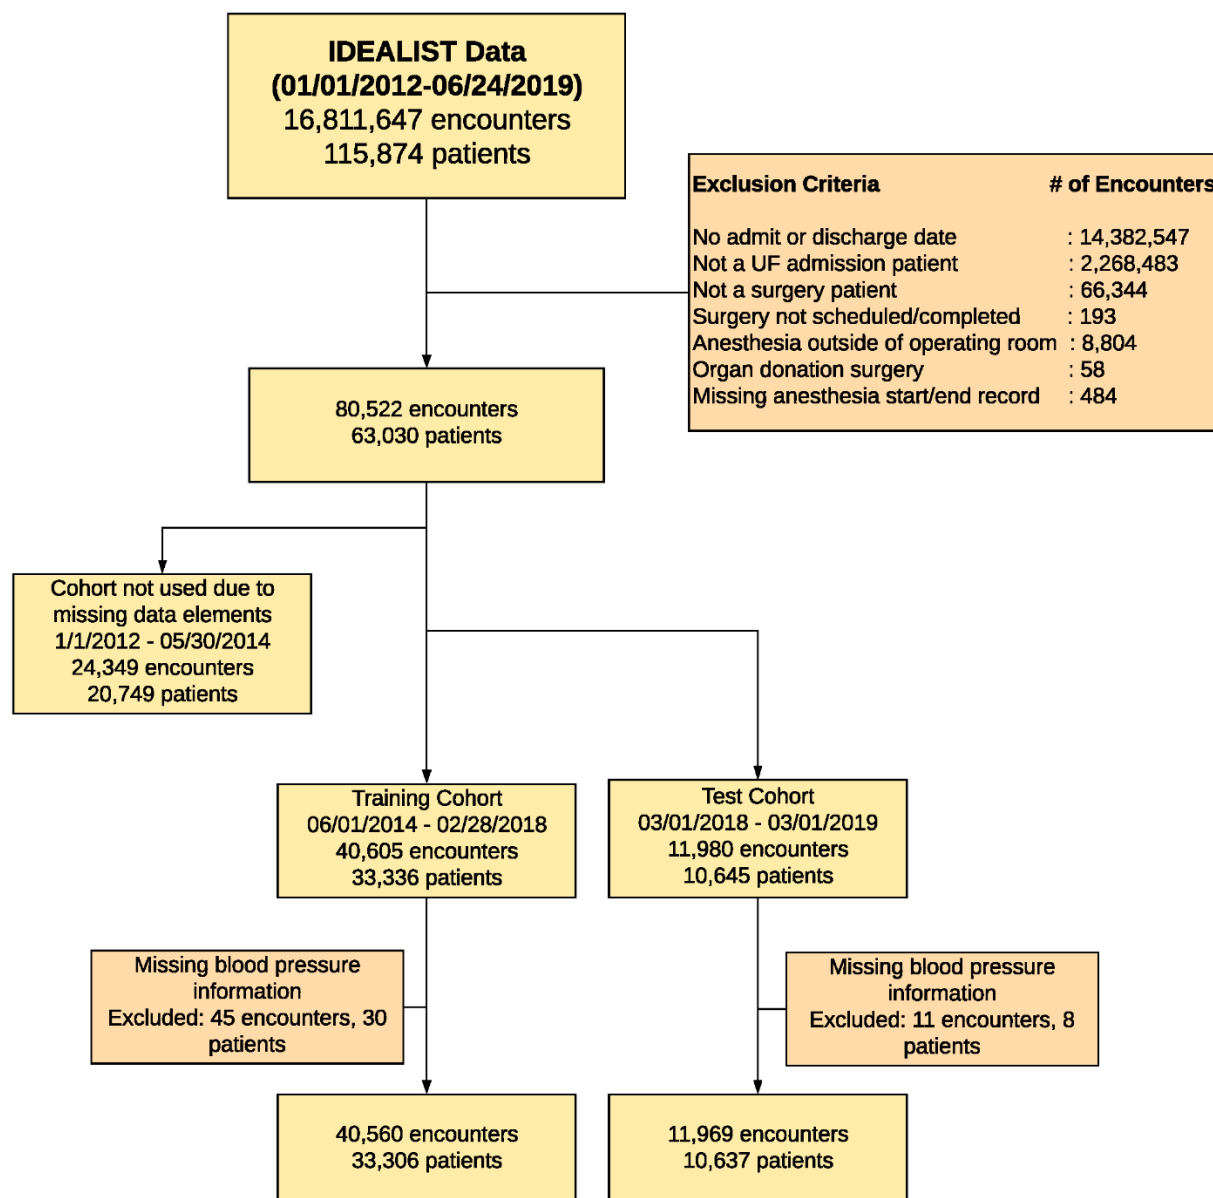 IDEALIST Data
(01/01/2012-06/24/2019)
16,811,647 encounters
115,874 patients
Exclusion Criteria # of Encounters
No admit or discharge date : 14,382,547
Not a UF admission patient : 2,268,483
Not a surgery patient : 66,344
Surgery not scheduled/completed : 193
Anesthesia outside of operating room : 8,804
Organ donation surgery : 58
Missing anesthesia start/end record : 484
80,522 encounters
63,030 patients
Cohort not used due to
missing data elements
1/1/2012 - 05/30/2014
24,349 encounters
20,749 patients
Training Cohort
06/01/2014 - 02/28/2018
40,605 encounters
33,336 patients
Test Cohort
03/01/2018 - 03/01/2019
11,980 encounters
10,645 patients
Missing blood pressure
information
Excluded: 45 encounters, 30
patients
Missing blood pressure
information
Excluded: 11 encounters, 8
patients
40,560 encounters
33,306 patients
11,969 encounters
10,637 patients